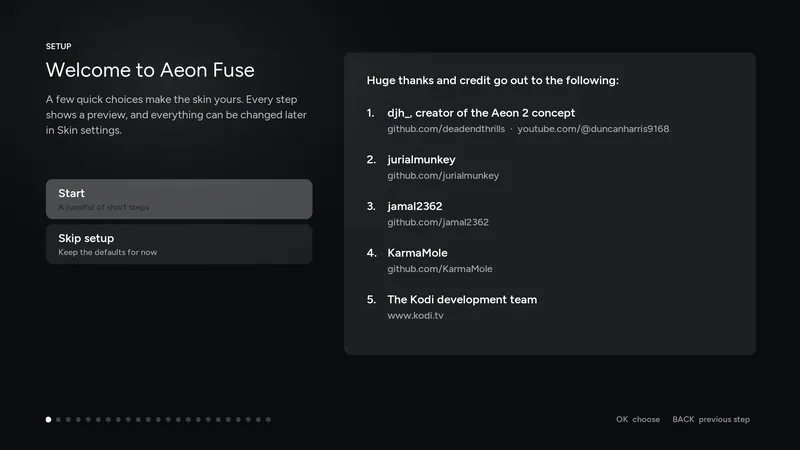 SETUP
Welcome to Aeon Fuse
A few quick choices make the skin yours. Every step
shows a preview, and everything can be changed later
in Skin settings.
Start
A handful of short steps
Skip setup
Keep the defaults for now
Huge thanks and credit go out to the following:
1. djh_, creator of the Aeon 2 concept
github.com/deadendthrills · youtube.com/@duncanharris9168
2. jurialmunkey
github.com/jurialmunkey
3. jamal2362
github.com/jamal2362
4. KarmaMole
github.com/KarmaMole
5. The Kodi development team
www.kodi.tv
OK choose BACK previous step